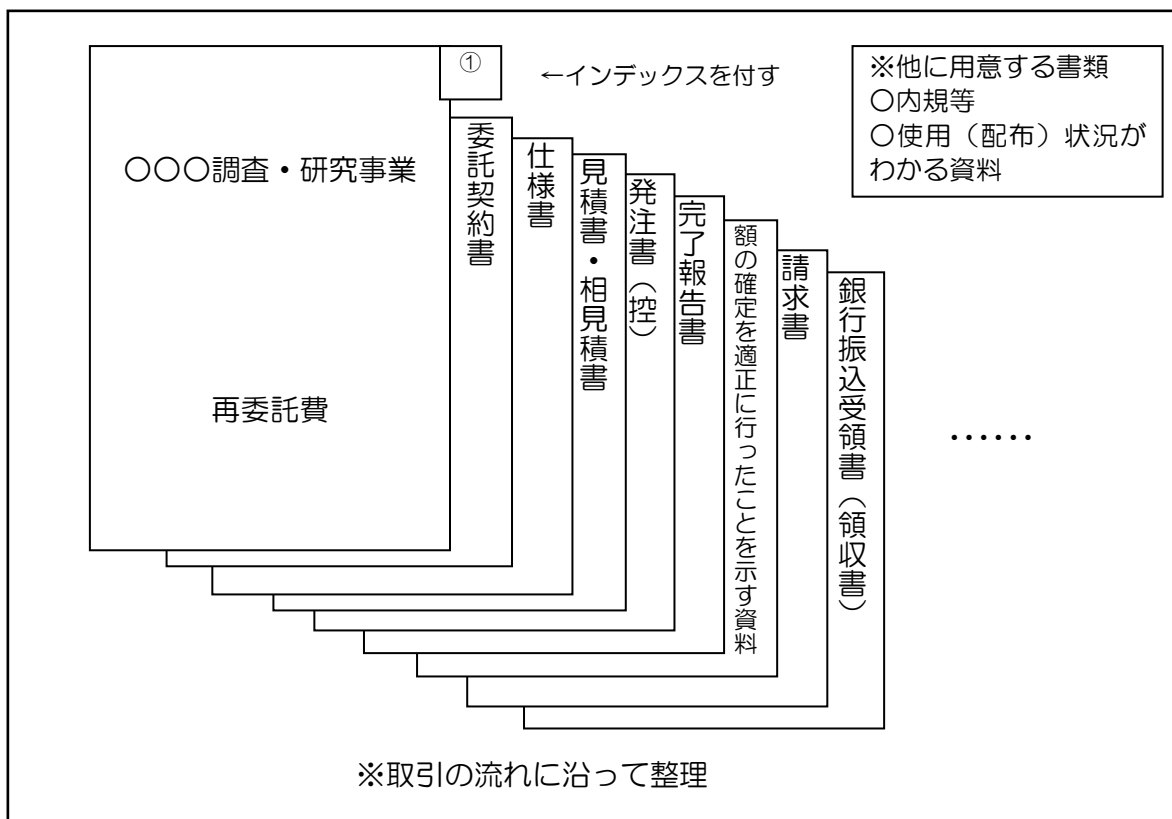 ①
←インデックスを付す
※他に用意する書類
〇内規等
〇使用（配布）状況が
わかる資料
〇〇〇調査・研究事業
再委託費
委託契約書
仕様書
見積書・相見積書
発注書（控）
完了報告書
額の確定を適正に行ったことを示す資料
請求書
銀行振込受領書（領収書）
‥‥‥
※取引の流れに沿って整理